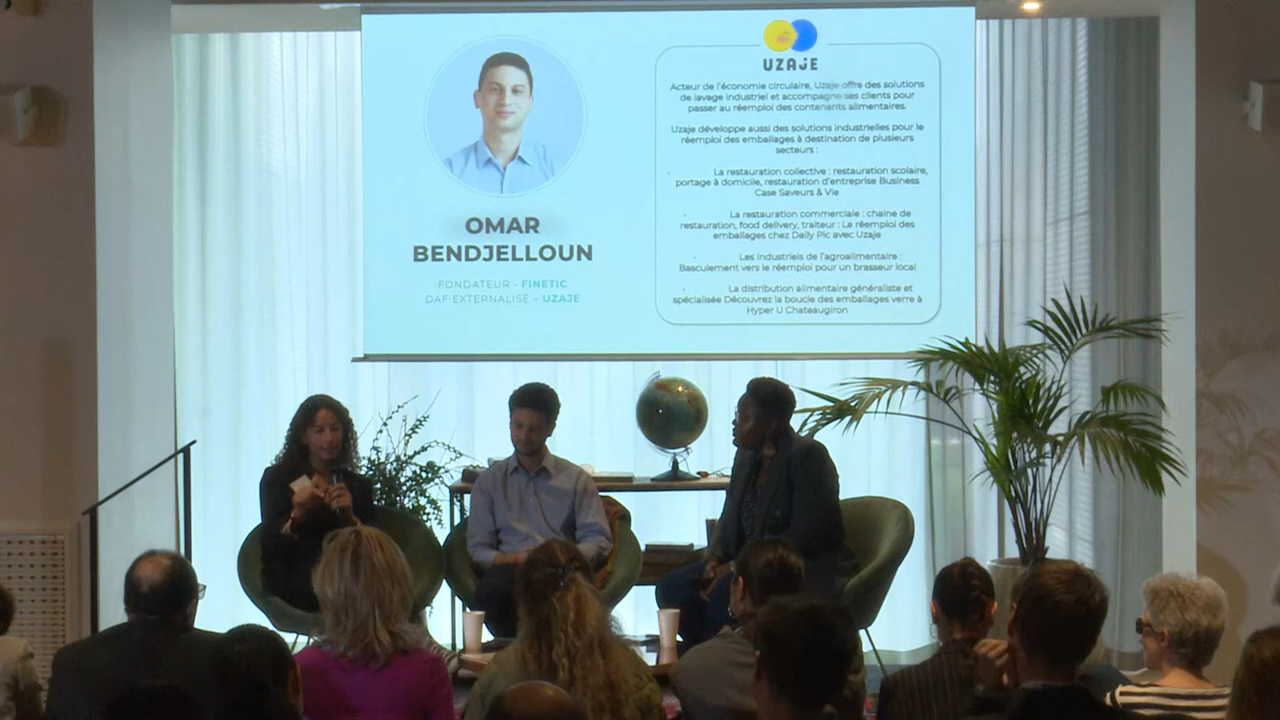 OMAR
BENDJELLOUN
FONDATEUR - FINETIC
DAF EXTERNALISÉ – UZAJE
UZAJE
Acteur de l'économie circulaire, Uzaje offre des solutions
de lavage industriel et accompagne ses clients pour
passer au réemploi des contenants alimentaires.
Uzaje développe aussi des solutions industrielles pour le
réemploi des emballages à destination de plusieurs
secteurs :
· La restauration collective : restauration scolaire,
portage à domicile, restauration d'entreprise Business
Case Saveurs & Vie
· La restauration commerciale : chaine de
restauration, food delivery, traiteur : Le réemploi des
emballages chez Daily Pic avec Uzaje
· Les industriels de l'agroalimentaire :
Basculement vers le réemploi pour un brasseur local
· La distribution alimentaire généraliste et
spécialisée Découvrez la boucle des emballages verre à
Hyper U Chateaugiron